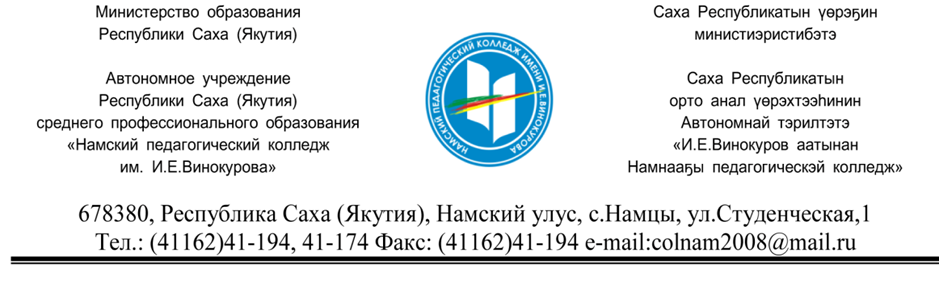 Министерство образования
Республики Саха (Якутия)
Автономное учреждение
Республики Саха (Якутия)
среднего профессионального образования
«Намский педагогический колледж
им. И.Е.Винокурова»
НАМСКИЙ ПЕДАГОГИЧЕСКИЙ КОЛЛЕДЖ ИМЕНИ И.Е.ВИНОКУРОВА
Саха Республикатын үөрэҕин
министиэристибэтэ
Саха Республикатын
орто анал үөрэхтээһинин
Автономнай тэрилтэтэ
«И.Е.Винокуров аатынан
Намнааҕы педагогическэй колледж»
678380, Республика Саха (Якутия), Намский улус, с.Намцы, ул.Студенческая,1
Тел.: (41162)41-194, 41-174 Факс: (41162)41-194 e-mail:colnam2008@mail.ru